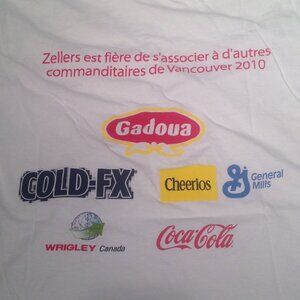 Zellers est fière de s'associer à d'autres
commanditaires de Vancouver 2010
Gadoua
COLD-FX
Cheerios
General
Mills
WRIGLEY Canada
Coca-Cola